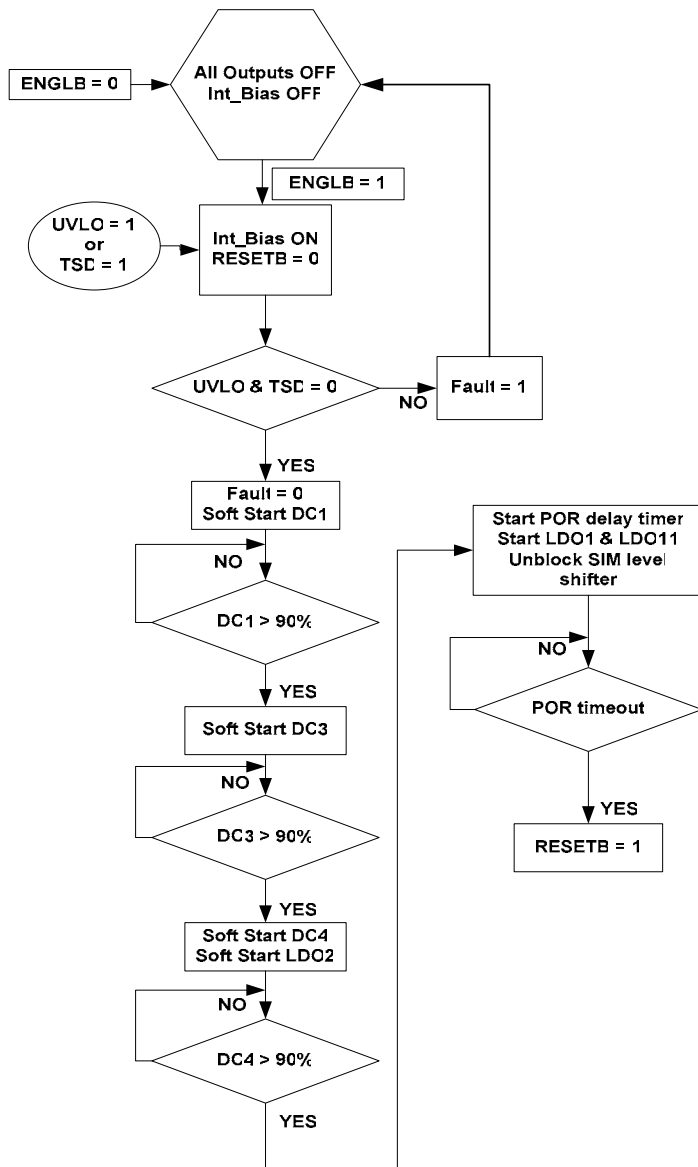 ENGLB = 0
All Outputs OFF
Int_Bias OFF
ENGLB = 1
UVLO = 1
or
TSD = 1
Int_Bias ON
RESETB = 0
UVLO & TSD = 0
NO
Fault = 1
YES
Fault = 0
Soft Start DC1
NO
DC1 > 90%
YES
Soft Start DC3
NO
DC3 > 90%
YES
Soft Start DC4
Soft Start LDO2
NO
DC4 > 90%
YES
Start POR delay timer
Start LDO1 & LDO11
Unblock SIM level
shifter
NO
POR timeout
YES
RESETB = 1